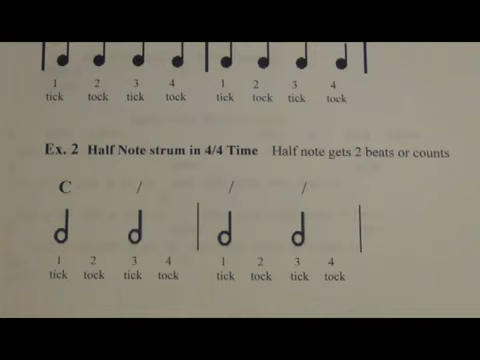 1 2 3 4 1 2 3 4
tick tock tick tock tick tock tick tock
Ex. 2 Half Note strum in 4/4 Time Half note gets 2 beats or counts
C / / /
1 2 3 4 1 2 3 4
tick tock tick tock tick tock tick tock